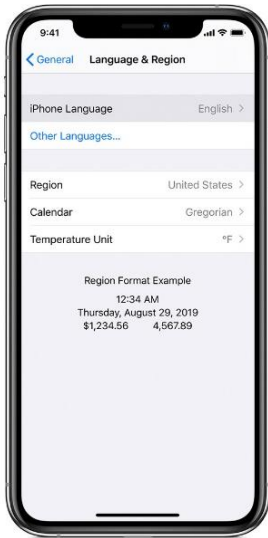 9:41
General Language & Region
iPhone Language English
Other Languages...
Region United States
Calendar Gregorian
Temperature Unit °F
Region Format Example
12:34 AM
Thursday, August 29, 2019
$1,234.56 4,567.89